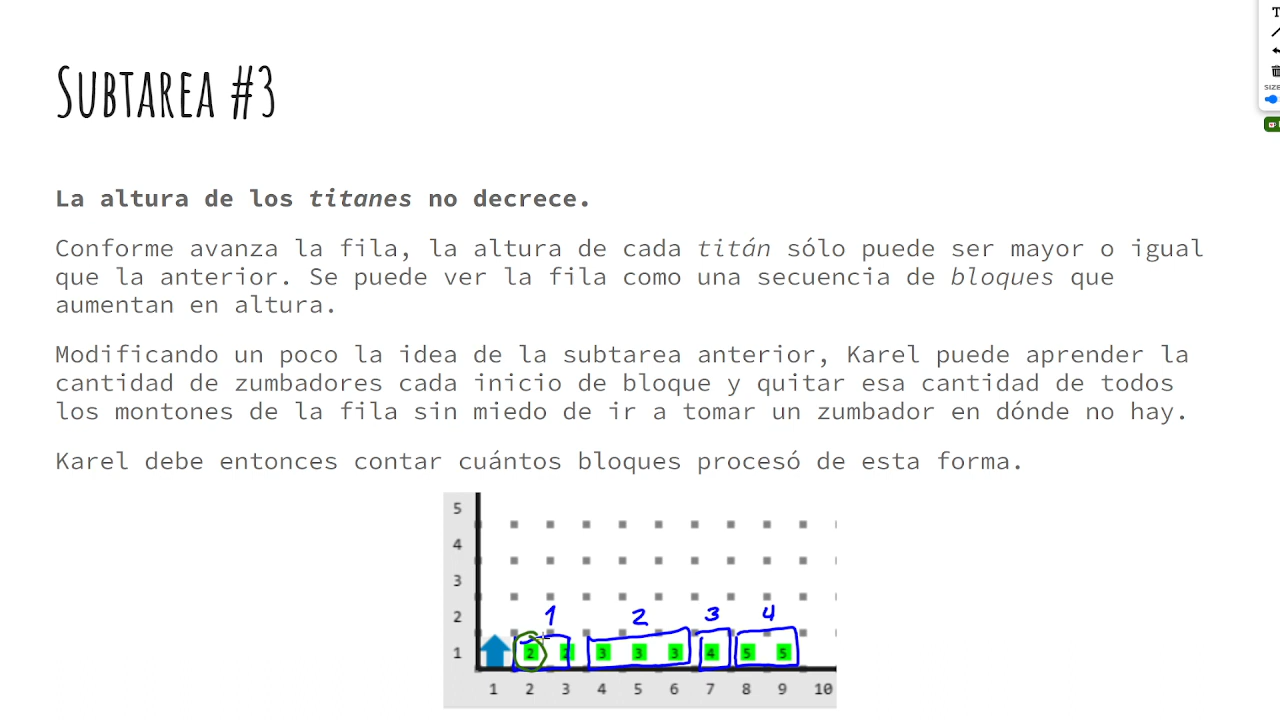 SUBTAREA #3
T
SIZE
La altura de los titanes no decrece.
Conforme avanza la fila, la altura de cada titán sólo puede ser mayor o igual
que la anterior. Se puede ver la fila como una secuencia de bloques que
aumentan en altura.
Modificando un poco la idea de la subtarea anterior, Karel puede aprender la
cantidad de zumbadores cada inicio de bloque y quitar esa cantidad de todos
los montones de la fila sin miedo de ir a tomar un zumbador en dónde no hay.
Karel debe entonces contar cuántos bloques procesó de esta forma.
5
4
3
2 1 2 3 4
1 2 2 3 3 3 4 5 5
1 2 3 4 5 6 7 8 9 10